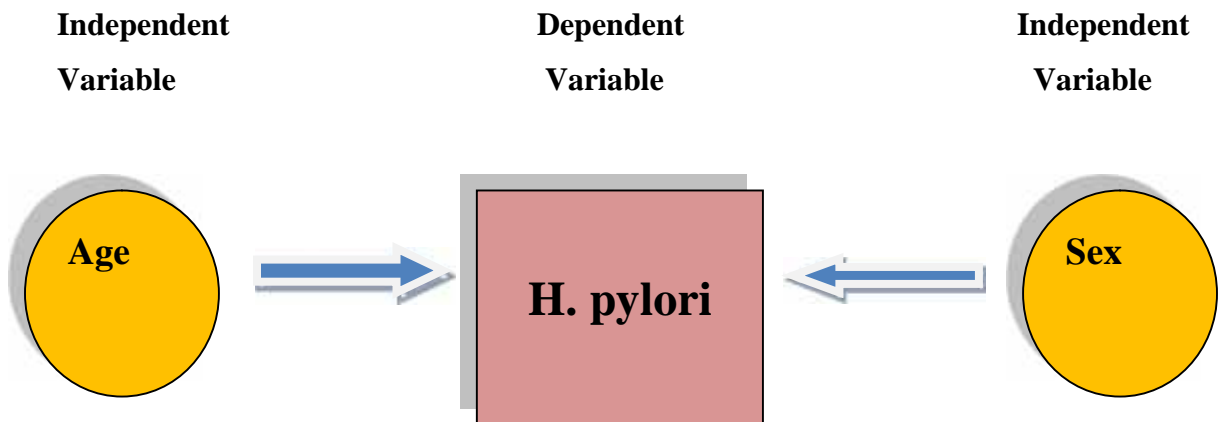 Independent Variable
Dependent Variable
Independent Variable
Age
H. pylori
Sex